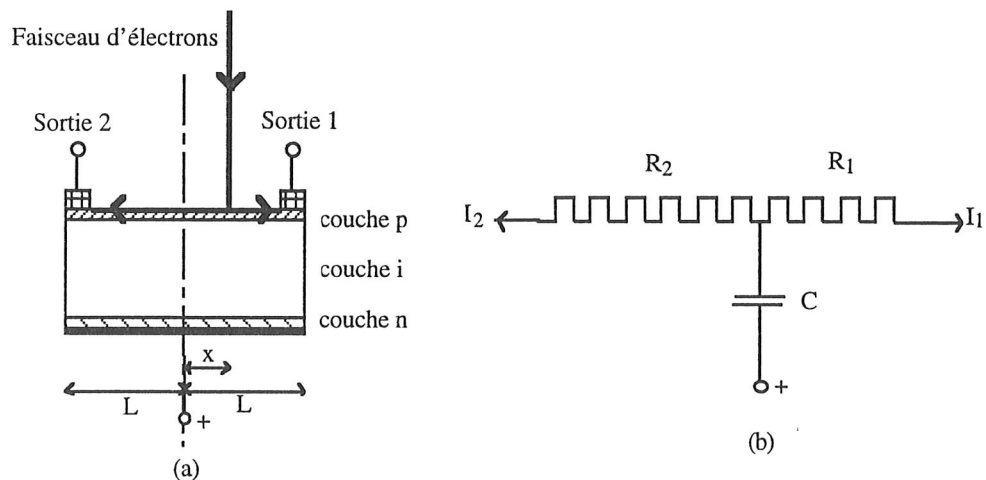 Faisceau d'électrons
Sortie 2
Sortie 1
couche p
couche i
couche n
x
L
L
+
(a)
R2
R1
I2
I1
C
+
(b)